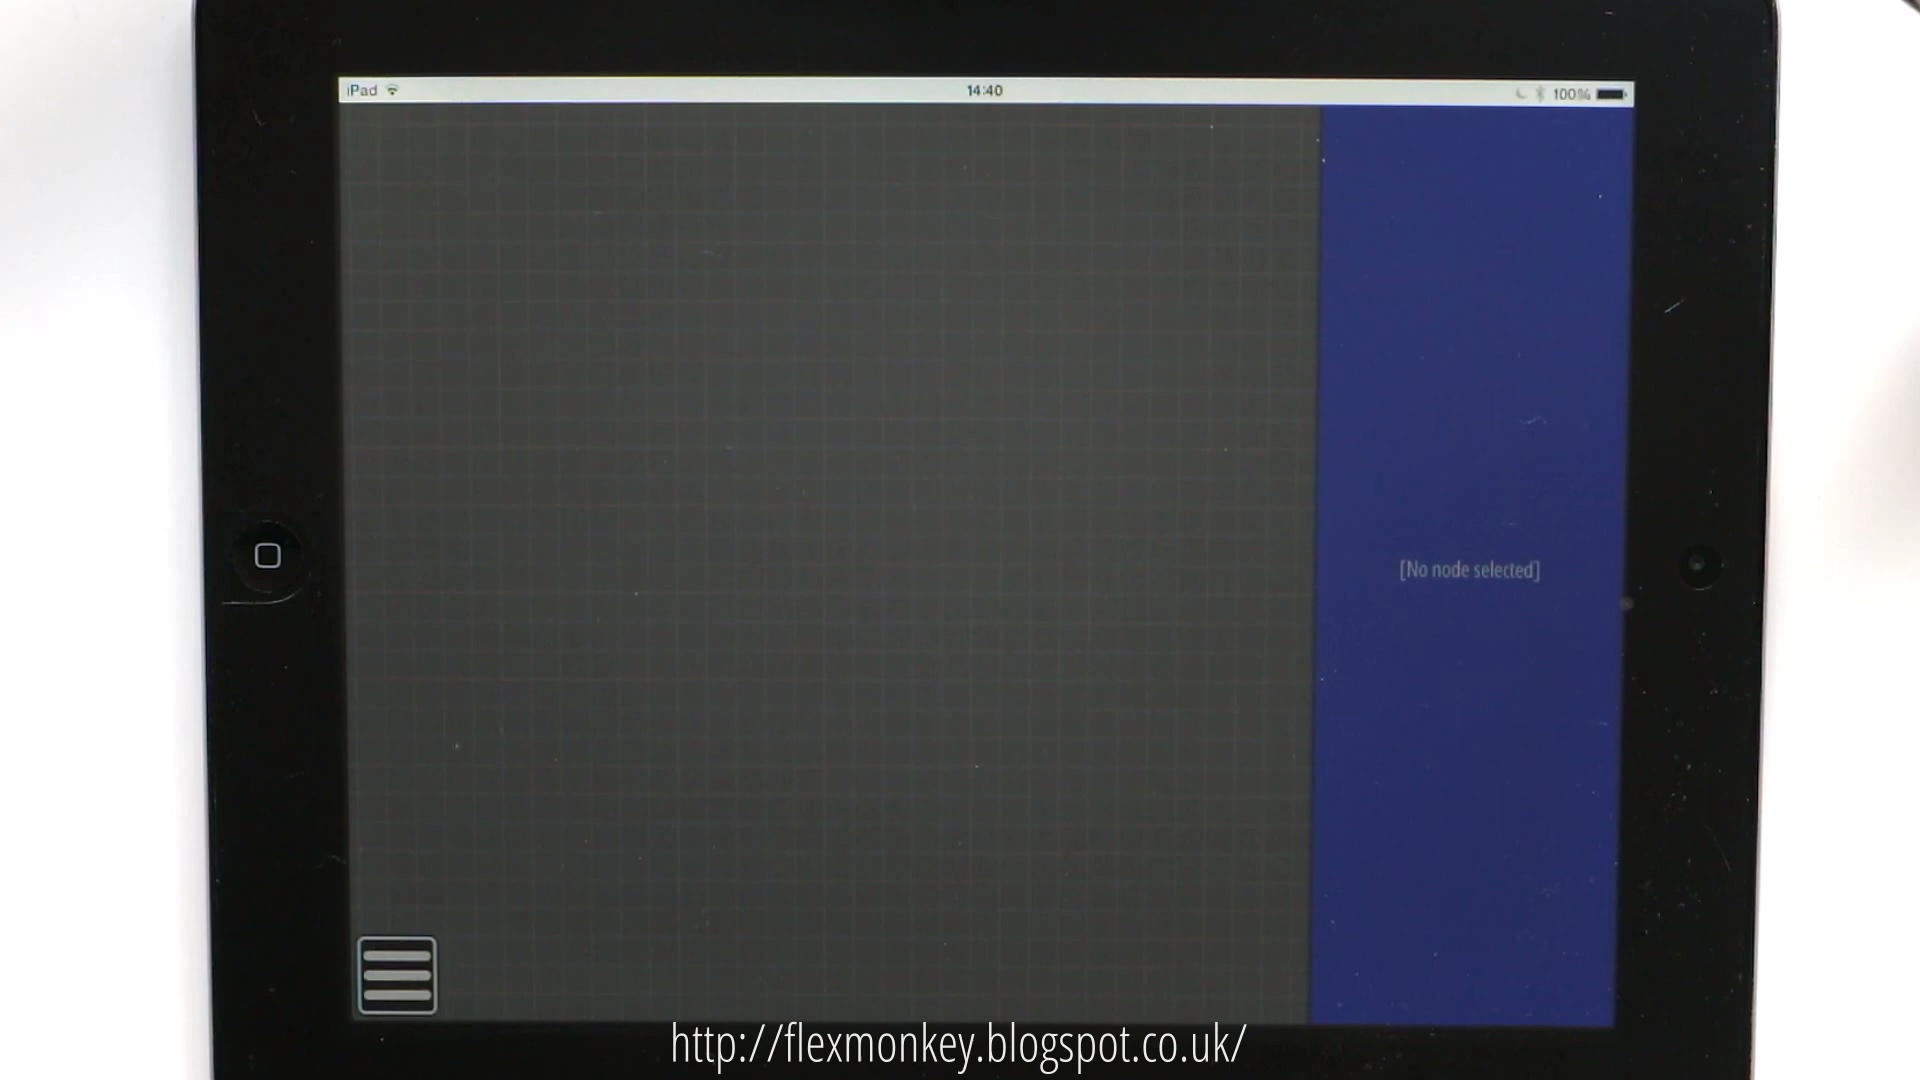 iPad
14:40
100%
[No node selected]
http://flexmonkey.blogspot.co.uk/